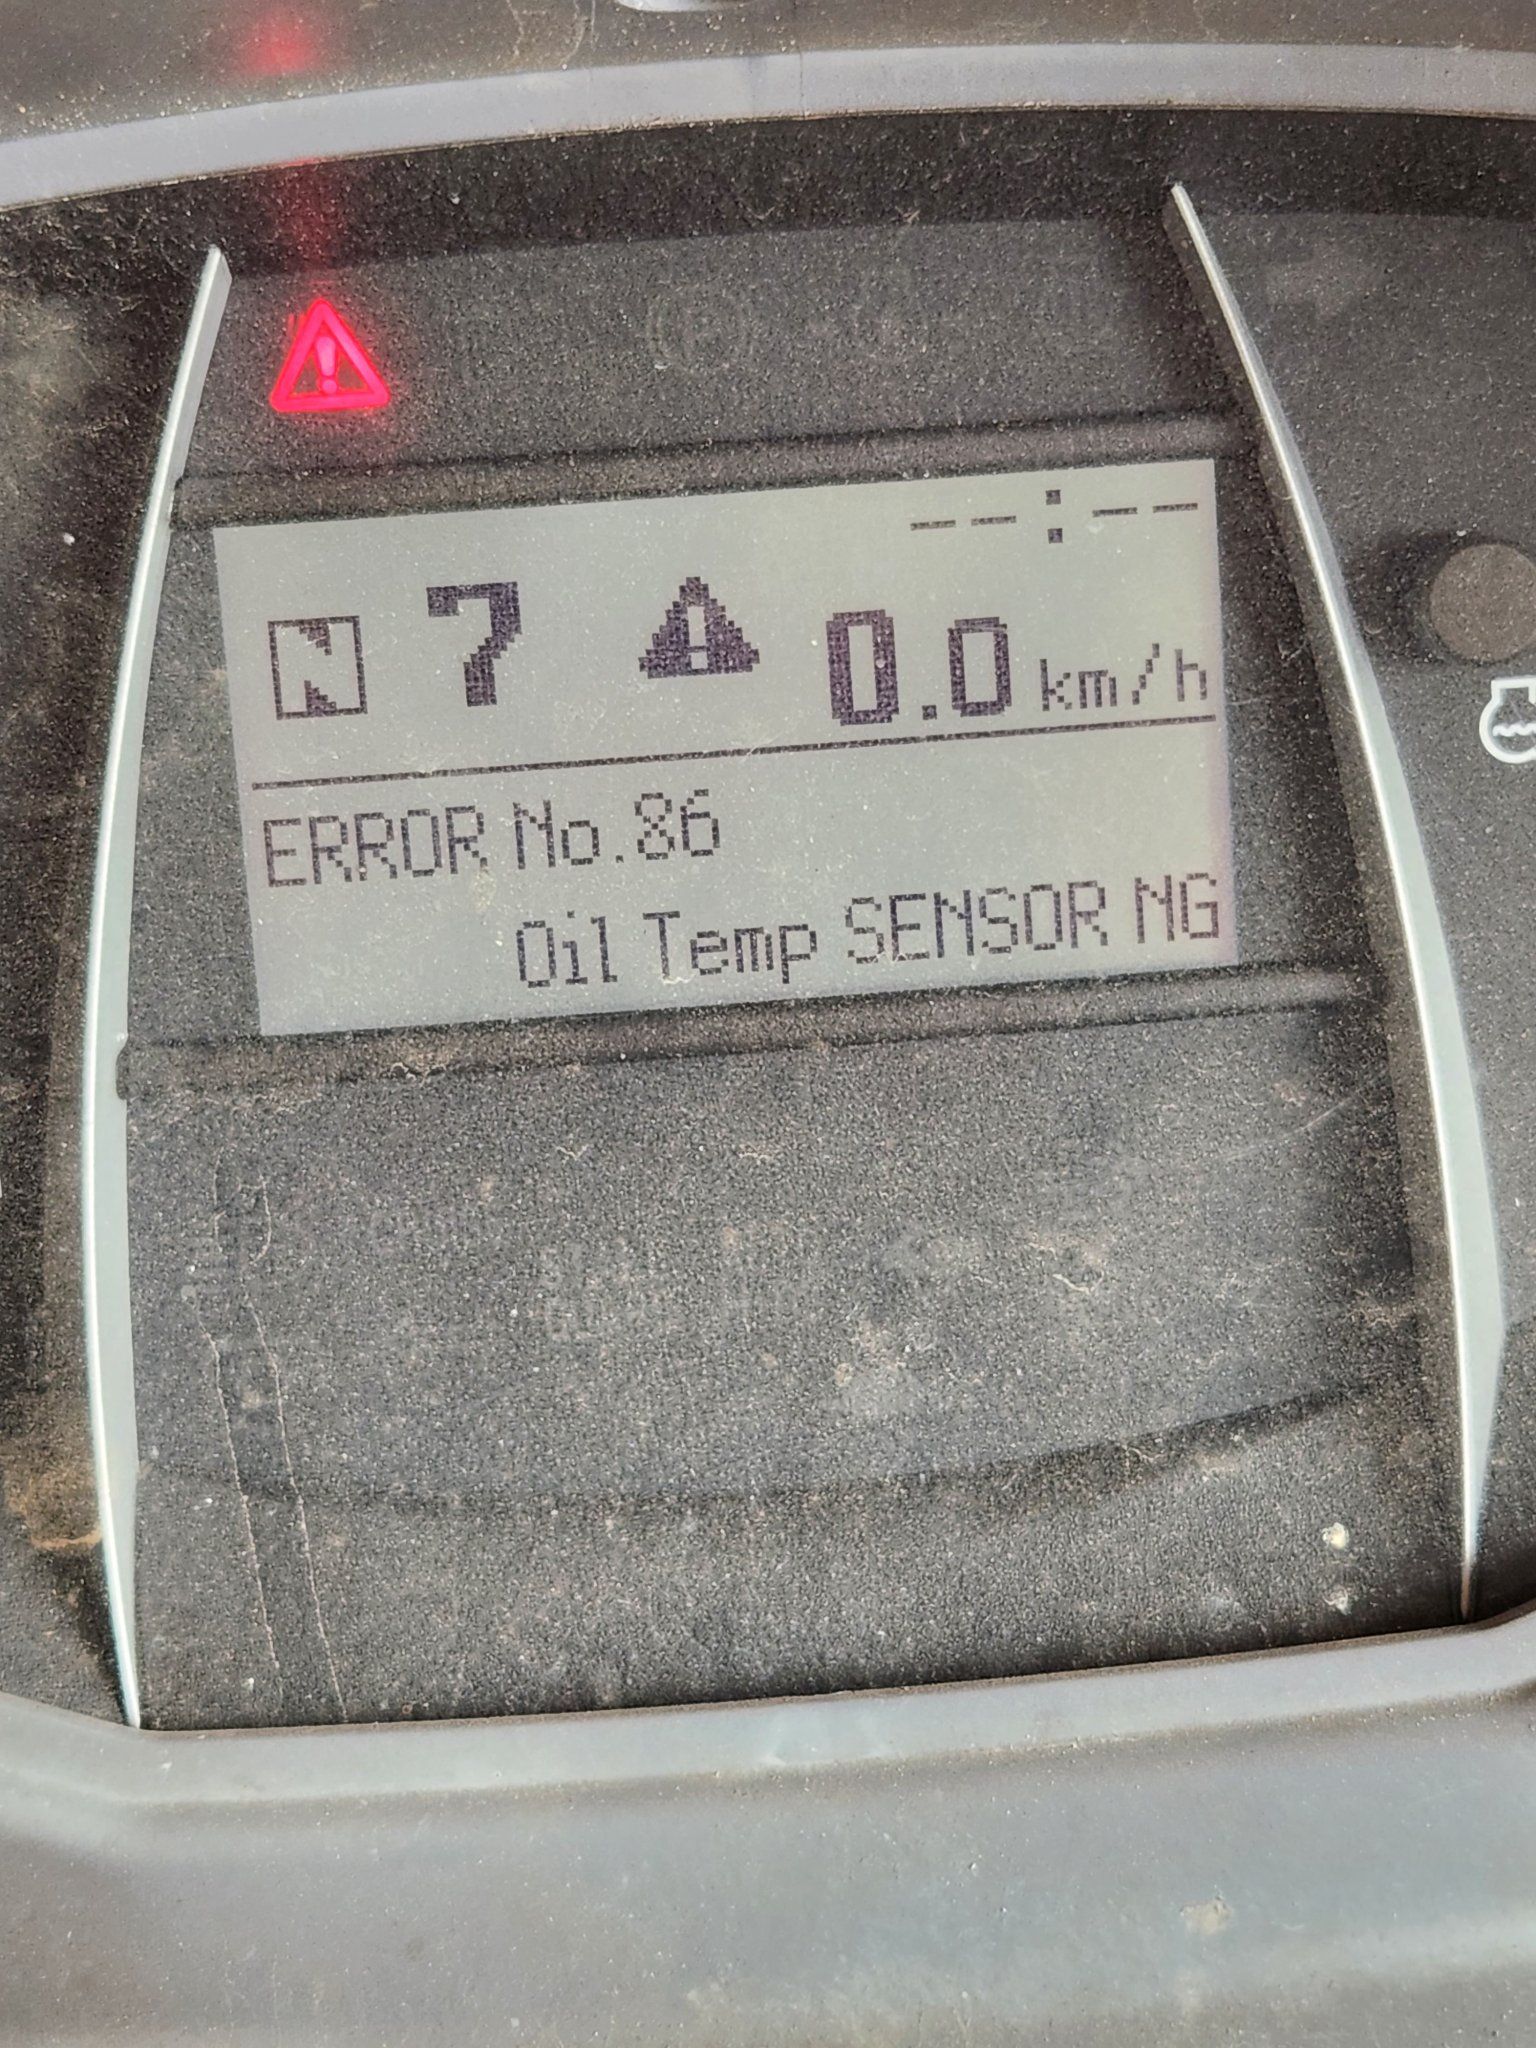 --:--
N 7 0.0 km/h
ERROR No.86
Oil Temp SENSOR NG